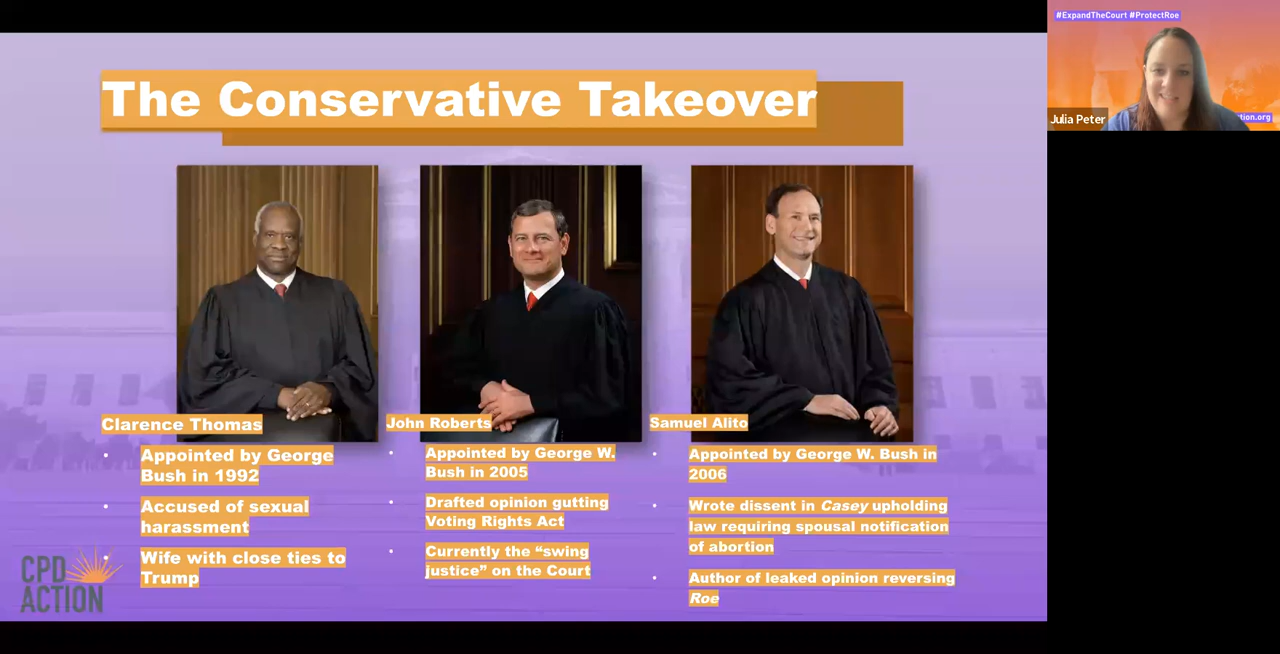 The Conservative Takeover
Clarence Thomas
• Appointed by George
Bush in 1992
• Accused of sexual
harassment
• Wife with close ties to
Trump
John Roberts
• Appointed by George W.
Bush in 2005
• Drafted opinion gutting
Voting Rights Act
• Currently the “swing
justice” on the Court
Samuel Alito
• Appointed by George W. Bush in
2006
• Wrote dissent in Casey upholding
law requiring spousal notification
of abortion
• Author of leaked opinion reversing
Roe
CPD
ACTION
#ExpandTheCourt #ProtectRoe
Julia Peter
ction.org